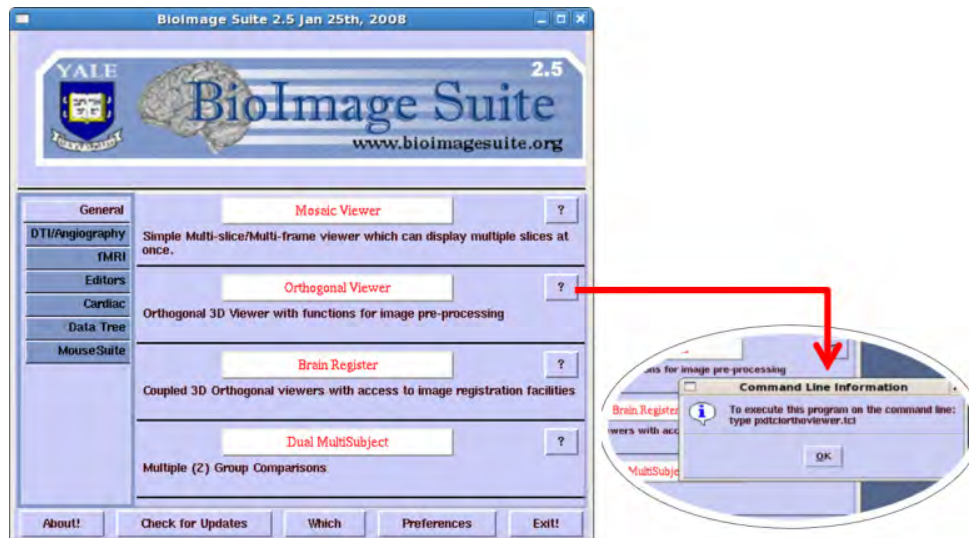 BioImage Suite 2.5 Jan 25th, 2008
YALE
2.5
BioImage Suite
www.bioimagesuite.org
General
DTI/Angiography
fMRI
Editors
Cardiac
Data Tree
MouseSuite
Mosaic Viewer
?
Simple Multi-slice/Multi-frame viewer which can display multiple slices at
once.
Orthogonal Viewer
?
Orthogonal 3D Viewer with functions for image pre-processing
Brain Register
?
Coupled 3D Orthogonal viewers with access to image registration facilities
Dual MultiSubject
?
Multiple (2) Group Comparisons
About!
Check for Updates
Which
Preferences
Exit!
ons for image pre-processing
Command Line Information
Brain Register
To execute this program on the command line:
type pxitclorthoviewer.tcl
ewers with acc
OK
MultiSubje